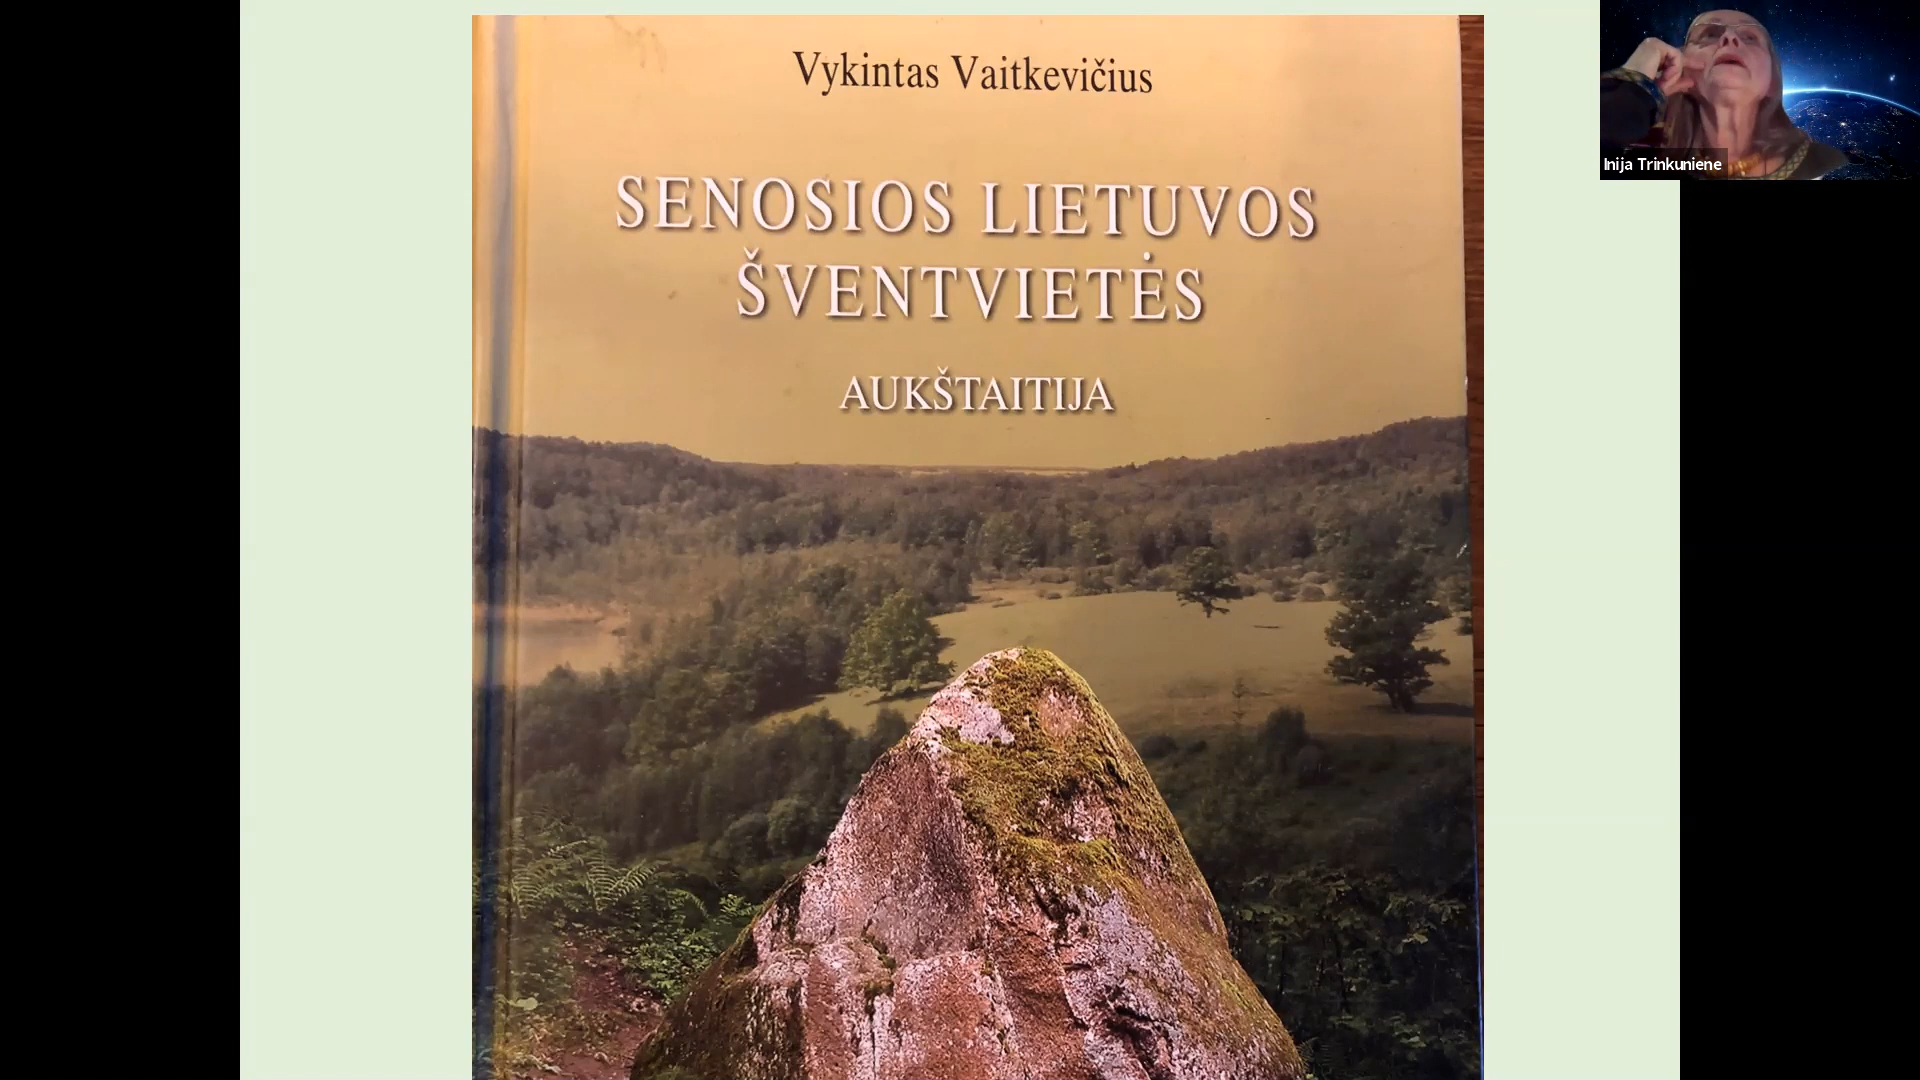 Vykintas Vaitkevičius
SENOSIOS LIETUVOS
ŠVENTVIETĖS
AUKŠTAITIJA
Inija Trinkuniene